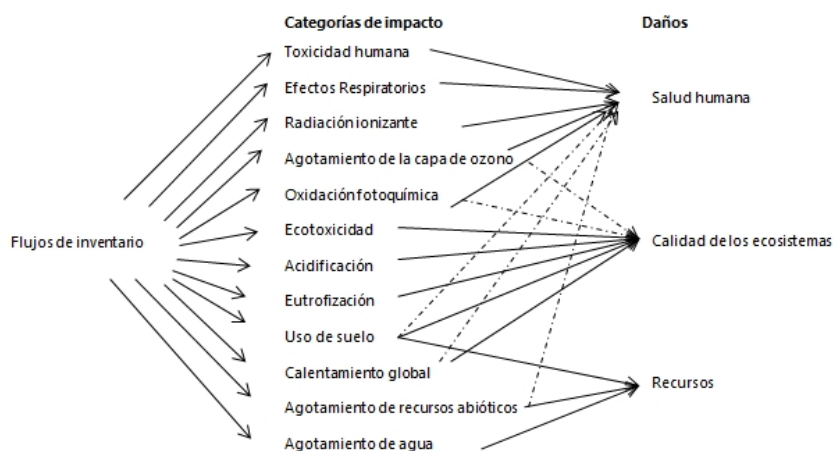 Categorías de impacto
Daños
Toxicidad humana
Efectos Respiratorios
Salud humana
Radiación ionizante
Agotamiento de la capa de ozono
Oxidación fotoquímica
Ecotoxicidad
Flujos de inventario
Calidad de los ecosistemas
Acidificación
Eutrofización
Uso de suelo
Calentamiento global
Recursos
Agotamiento de recursos abióticos
Agotamiento de agua